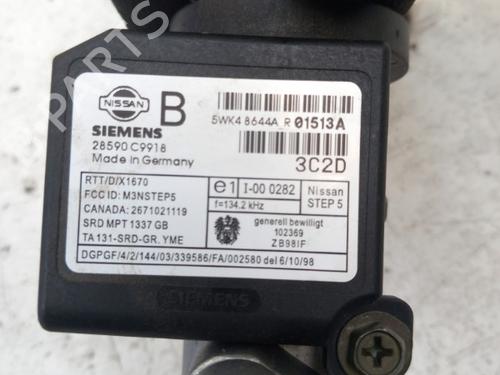 PARTS
NISSAN
B
SIEMENS
28590 C9918
Made in Germany
5WK4 8644A R 01513A
3C2D
RTT/D/X1670
FCC ID: M3NSTEP5
CANADA: 2671021119
SRD MPT 1337 GB
TA 131-SRD-GR. YME
e1
I-00 0282
f=134.2 kHz
Nissan
STEP 5
generell bewilligt
102369
ZB98IF
DGPGF/4/2/144/03/339586/FA/002580 del 6/10/98
SIEMENS